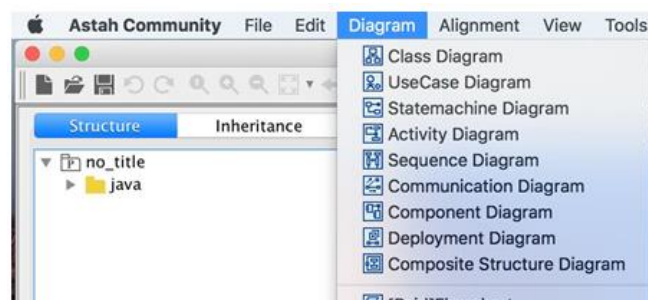 Astah Community File Edit Diagram Alignment View Tools
Class Diagram
UseCase Diagram
Statemachine Diagram
Activity Diagram
Structure Inheritance
Sequence Diagram
no_title
Communication Diagram
java
Component Diagram
Deployment Diagram
Composite Structure Diagram